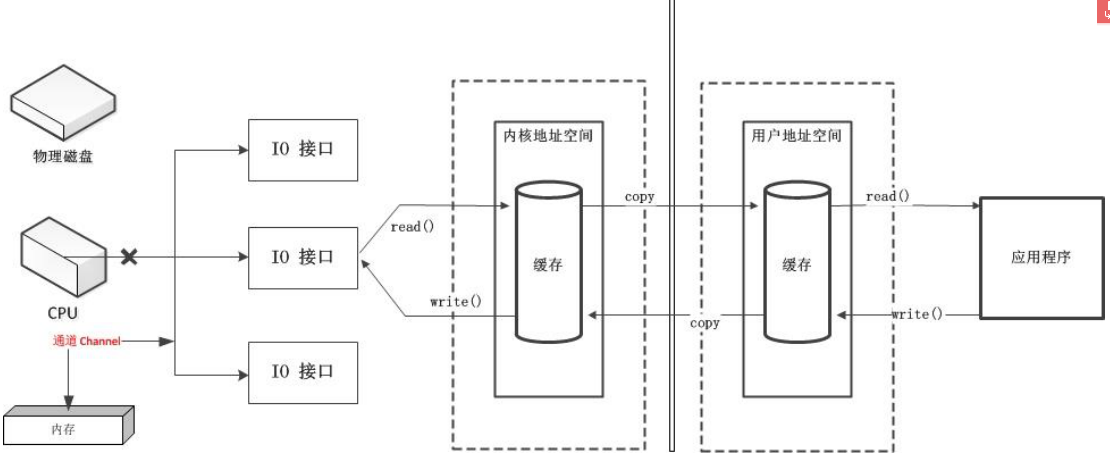 物理磁盘
CPU
通道 Channel
内存
IO 接口
IO 接口
IO 接口
read()
write()
内核地址空间
缓存
copy
copy
用户地址空间
缓存
read()
write()
应用程序